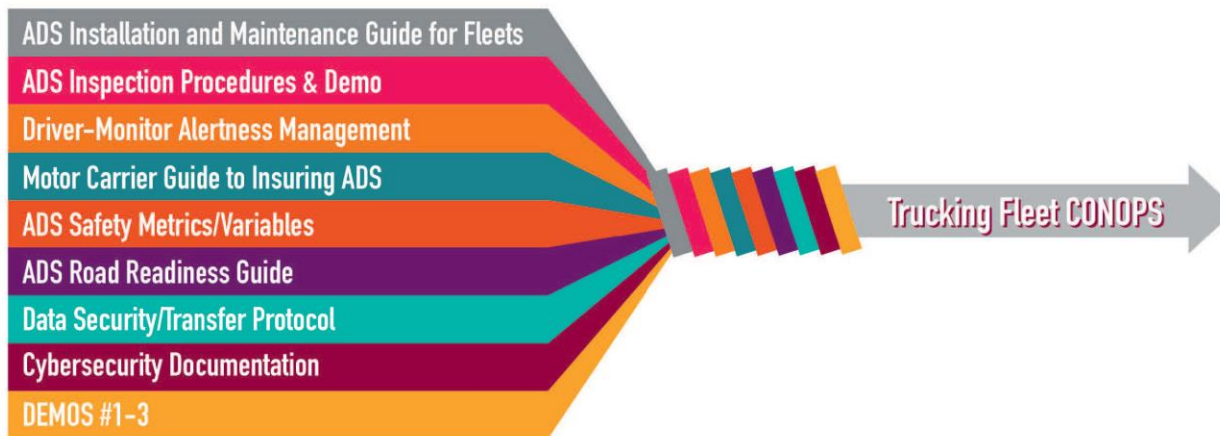 ADS Installation and Maintenance Guide for Fleets
ADS Inspection Procedures & Demo
Driver-Monitor Alertness Management
Motor Carrier Guide to Insuring ADS
ADS Safety Metrics/Variables
ADS Road Readiness Guide
Data Security/Transfer Protocol
Cybersecurity Documentation
DEMOS #1-3
Trucking Fleet CONOPS